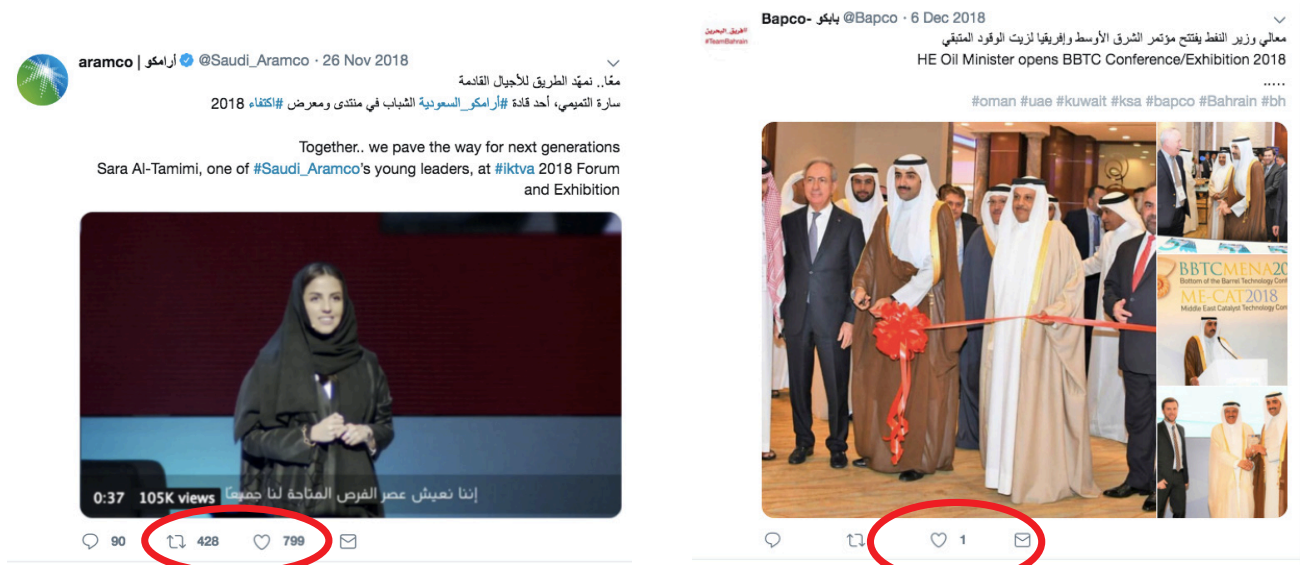 aramco | أرامكو @Saudi_Aramco · 26 Nov 2018
معًا.. نمهّد الطريق للأجيال القادمة
سارة التميمي، أحد قادة #أرامكو_السعودية الشباب في منتدى ومعرض #اكتفاء 2018
Together.. we pave the way for next generations
Sara Al-Tamimi, one of #Saudi_Aramco's young leaders, at #iktva 2018 Forum
and Exhibition
إننا نعيش عصر الفرص المتاحة لنا جميعًا
0:37 105K views
90 428 799
#فريق_البحرين
#TeamBahrain
Bapco- بابكو @Bapco · 6 Dec 2018
معالي وزير النفط يفتتح مؤتمر الشرق الأوسط وإفريقيا لزيت الوقود المتبقي
HE Oil Minister opens BBTC Conference/Exhibition 2018
.....
#oman #uae #kuwait #ksa #bapco #Bahrain #bh
BBTCMENA20
Bottom of the Barrel Technology Conf
ME-CAT2018
Middle East Catalyst Technology Con
1